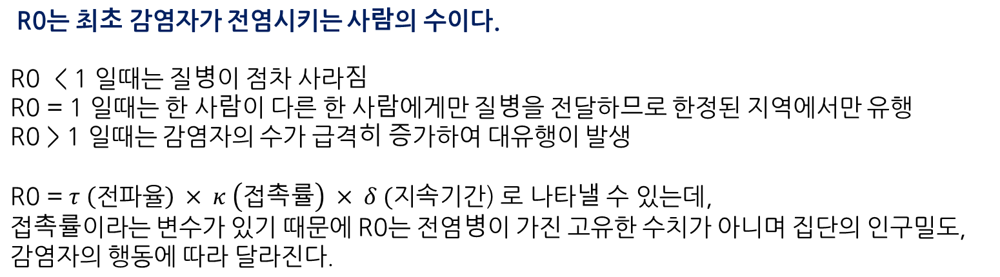 R0는 최초 감염자가 전염시키는 사람의 수이다.
R0 < 1 일때는 질병이 점차 사라짐
R0 = 1 일때는 한 사람이 다른 한 사람에게만 질병을 전달하므로 한정된 지역에서만 유행
R0 > 1 일때는 감염자의 수가 급격히 증가하여 대유행이 발생
R0 = τ (전파율) × κ (접촉률) × δ (지속기간) 로 나타낼 수 있는데,
접촉률이라는 변수가 있기 때문에 R0는 전염병이 가진 고유한 수치가 아니며 집단의 인구밀도,
감염자의 행동에 따라 달라진다.